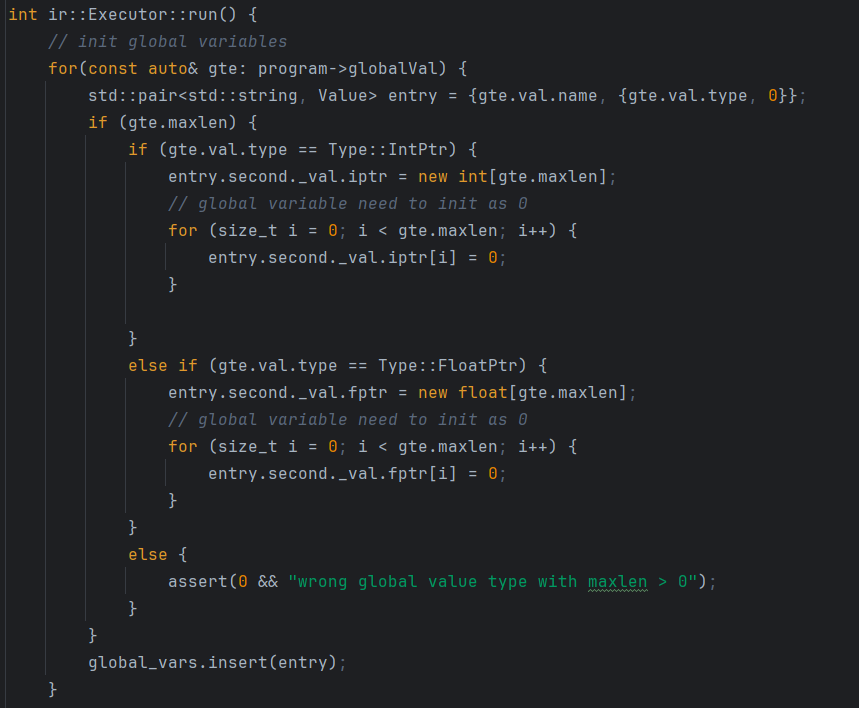 int ir::Executor::run() {
    // init global variables
    for(const auto& gte: program->globalVal) {
        std::pair<std::string, Value> entry = {gte.val.name, {gte.val.type, 0}};
        if (gte.maxlen) {
            if (gte.val.type == Type::IntPtr) {
                entry.second._val.iptr = new int[gte.maxlen];
                // global variable need to init as 0
                for (size_t i = 0; i < gte.maxlen; i++) {
                    entry.second._val.iptr[i] = 0;
                }

            }
            else if (gte.val.type == Type::FloatPtr) {
                entry.second._val.fptr = new float[gte.maxlen];
                // global variable need to init as 0
                for (size_t i = 0; i < gte.maxlen; i++) {
                    entry.second._val.fptr[i] = 0;
                }
            }
            else {
                assert(0 && "wrong global value type with maxlen > 0");
            }
        }
        global_vars.insert(entry);
    }